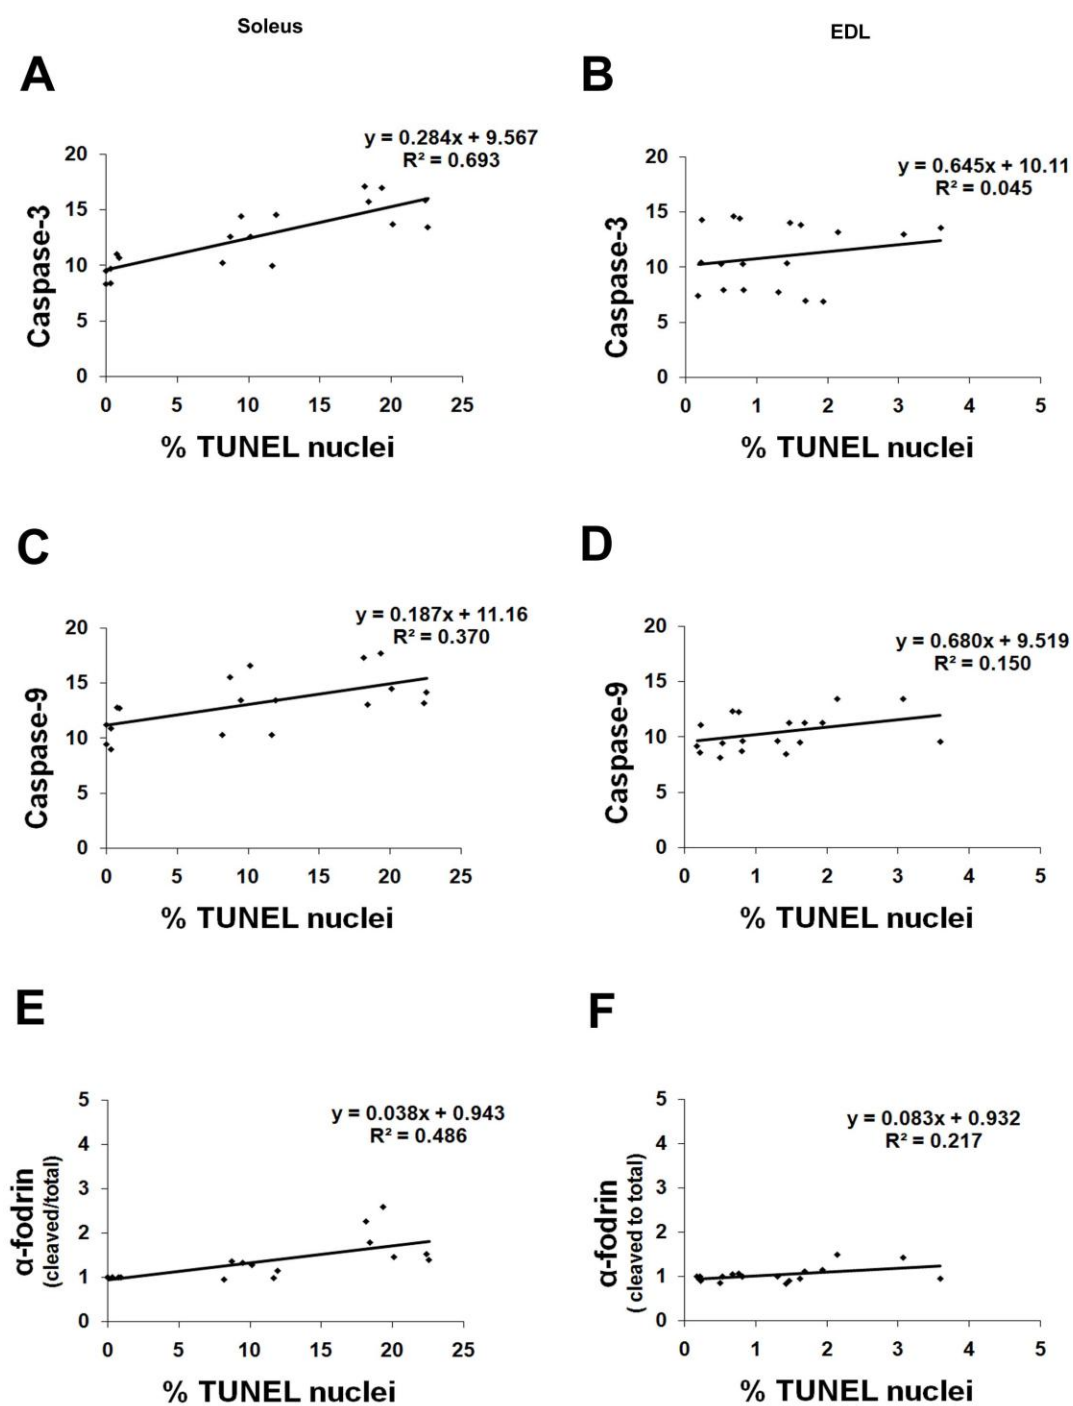 Soleus
EDL
A
B
y = 0.284x + 9.567
R² = 0.693
y = 0.645x + 10.11
R² = 0.045
Caspase-3
20
15
10
5
0
0 5 10 15 20 25
% TUNEL nuclei
Caspase-3
20
15
10
5
0
0 1 2 3 4 5
% TUNEL nuclei
C
D
y = 0.187x + 11.16
R² = 0.370
y = 0.680x + 9.519
R² = 0.150
Caspase-9
20
15
10
5
0
0 5 10 15 20 25
% TUNEL nuclei
Caspase-9
20
15
10
5
0
0 1 2 3 4 5
% TUNEL nuclei
E
F
y = 0.038x + 0.943
R² = 0.486
y = 0.083x + 0.932
R² = 0.217
α-fodrin
(cleaved/total)
5
4
3
2
1
0
0 5 10 15 20 25
% TUNEL nuclei
α-fodrin
( cleaved to total)
5
4
3
2
1
0
0 1 2 3 4 5
% TUNEL nuclei